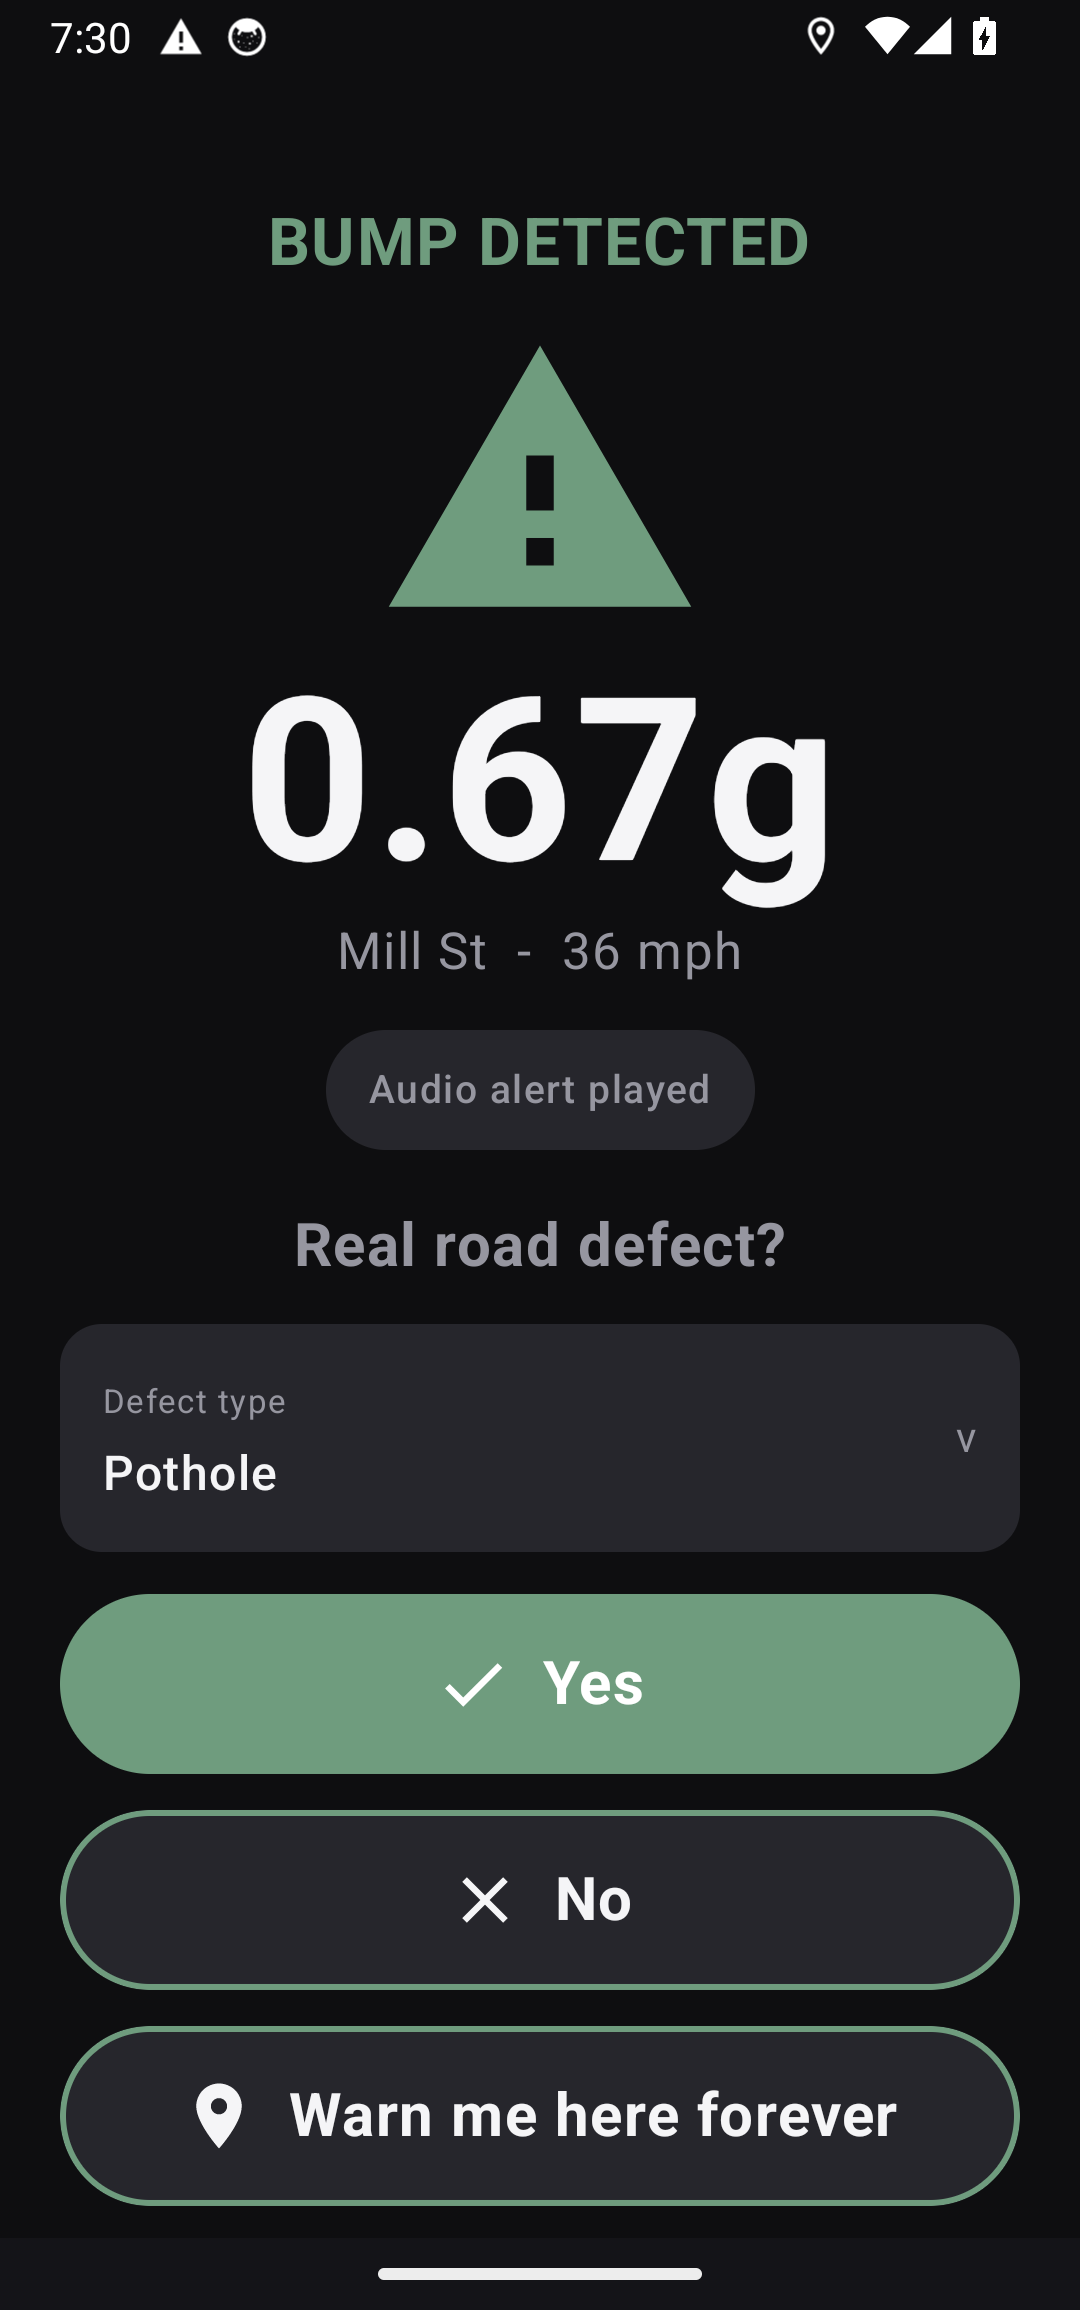 7:30
BUMP DETECTED
0.67g
Mill St - 36 mph
Audio alert played
Real road defect?
Defect type
Pothole
v
Yes
No
Warn me here forever